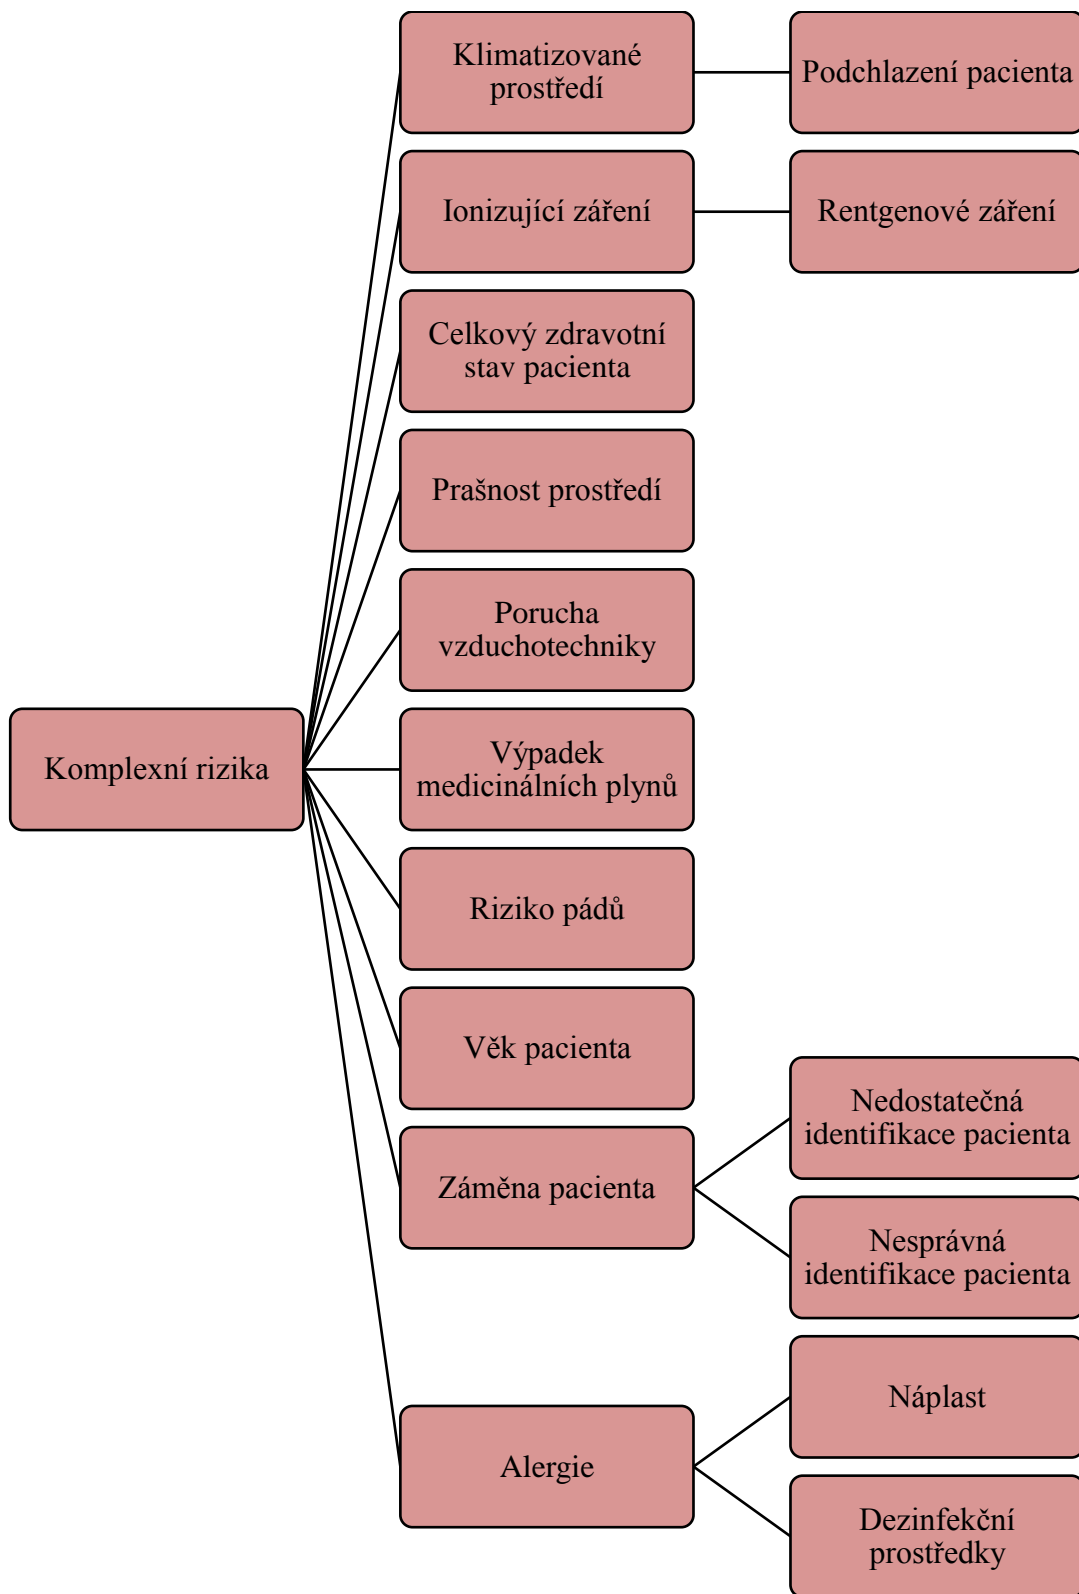 Klimatizované
prostředí
Podchlazení pacienta
Ionizující záření
Rentgenové záření
Celkový zdravotní
stav pacienta
Prašnost prostředí
Porucha
vzduchotechniky
Komplexní rizika
Výpadek
medicinálních plynů
Riziko pádů
Věk pacienta
Záměna pacienta
Nedostatečná
identifikace pacienta
Nesprávná
identifikace pacienta
Alergie
Náplast
Dezinfekční
prostředky